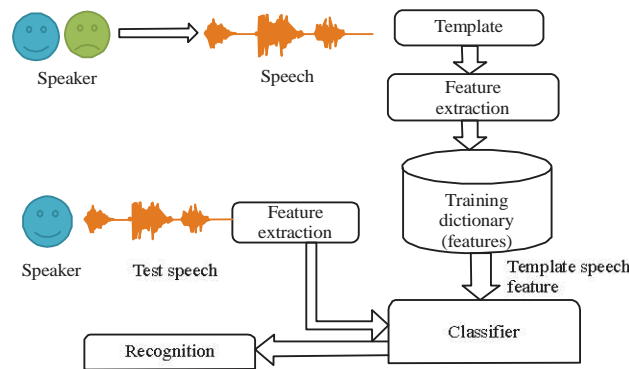 Template
Speaker
Speech
Feature
extraction
Training
dictionary
(features)
Feature
extraction
Speaker
Test speech
Template speech
feature
Classifier
Recognition